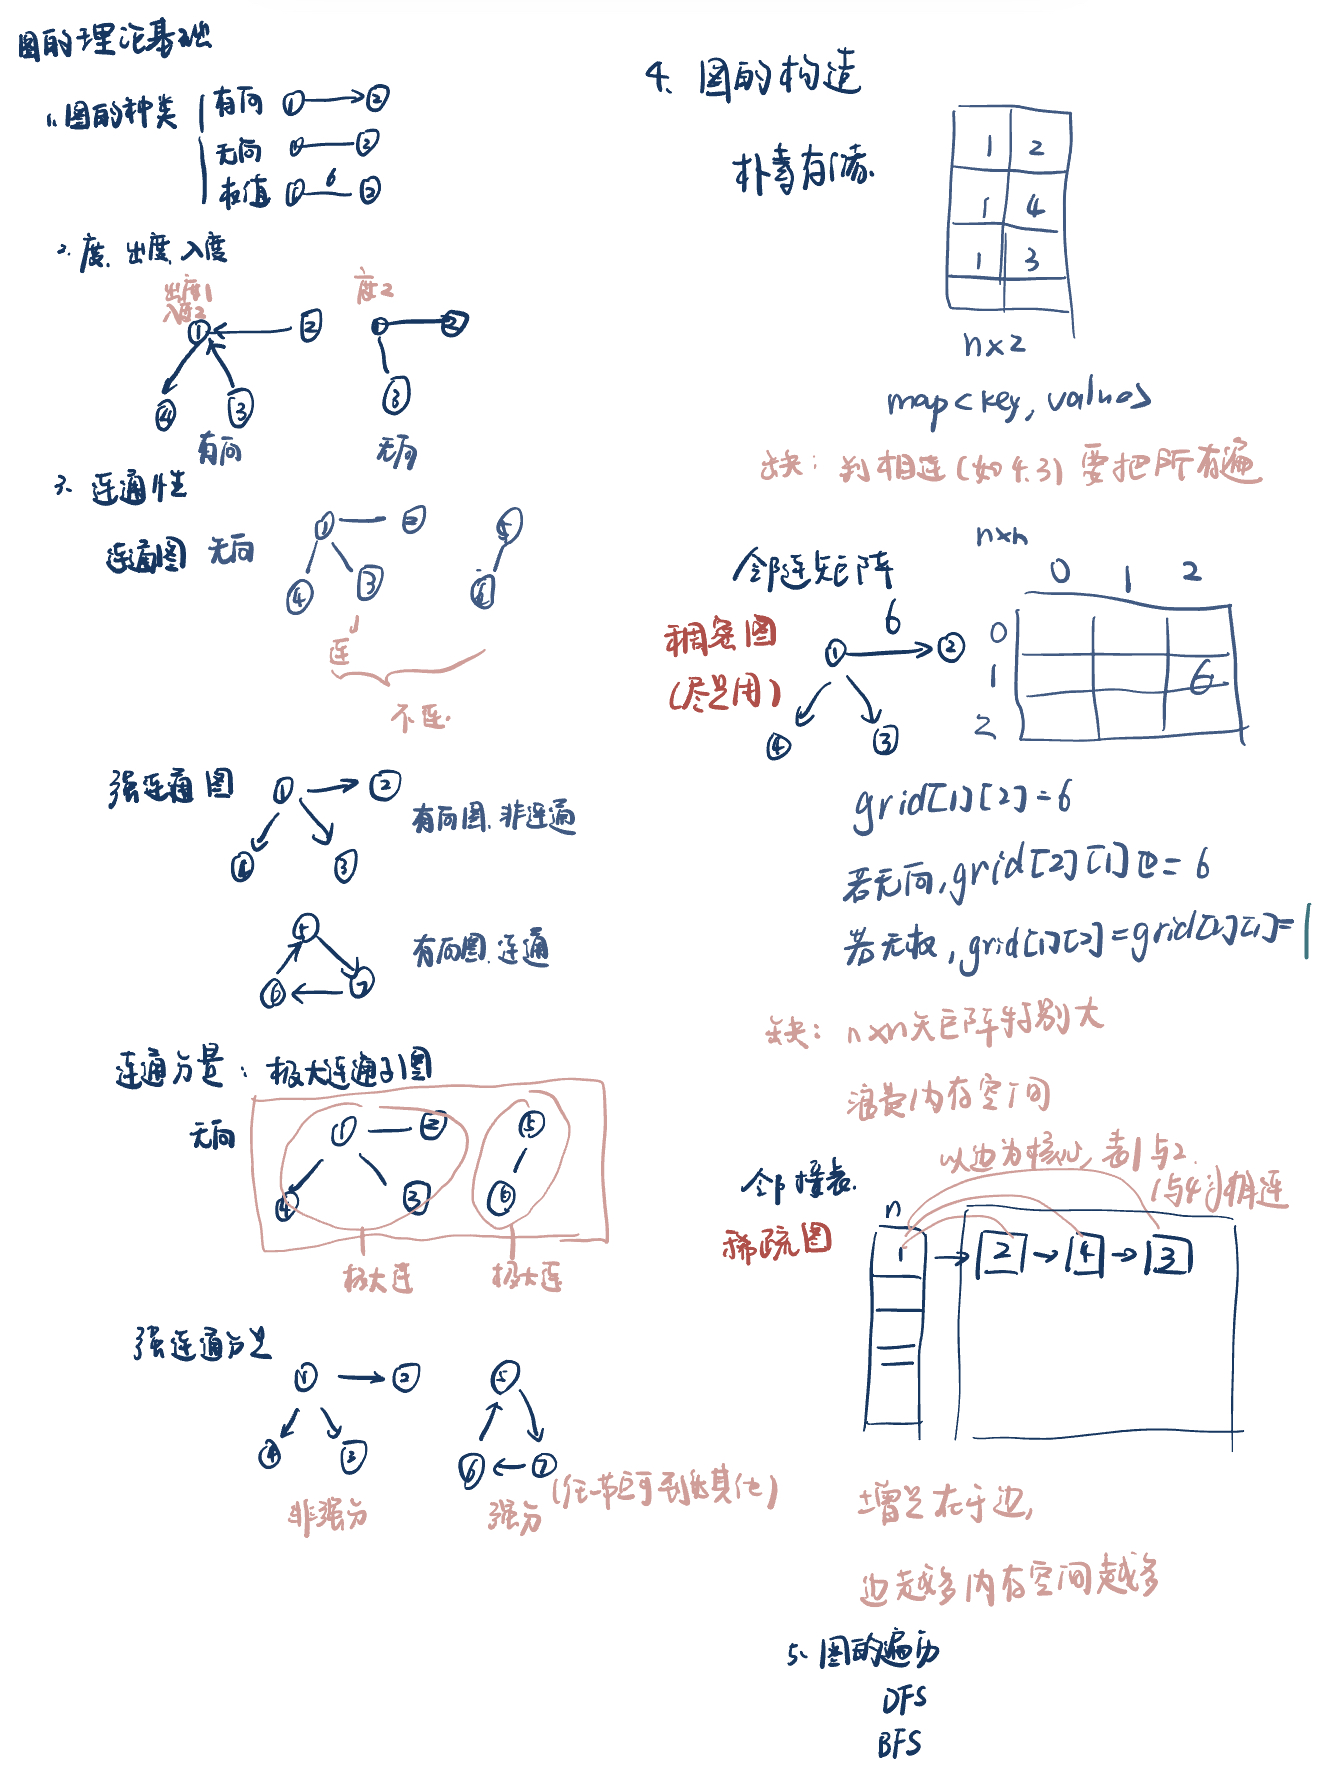 图的理论基础
1. 图的种类
有向 1 2
无向 1 2
权值 1 6 2
2. 度、出度、入度
出度1
入度2
1 2
4 3
有向
度2
1 2
3
无向
3、连通性
连通图 无向
1 2
4 3
5
6
连
不连.
强连通图
1 2
4 3
有向图、非连通
5
6 7
有向图、连通
连通分量：极大连通子图
无向
1 2
4 3
5
6
极大连 极大连
强连通分量
1 2
4 3
5
6 7
非强分
强分
(任一节点可到达其他)
4、图的构造
朴素存储.
1 2
1 4
1 3
n×2
map<key, values>
缺：判相连(如4.3)要把所有遍
邻连矩阵
稠密图
(尽量用)
6
1 2
4 3
n×n
0 1 2
0
1 6
2
grid[1][2]=6
若无向,grid[2][1]也=6
若无权,grid[1][2]=grid[2][1]=1
缺：n×n矩阵特别大
浪费内存空间
邻接表.
稀疏图
以边为核心,表1与2
1与4③相连
n
1 2 4 3
增量在于边,
边越多内存空间越多
5、图的遍历
DFS
BFS